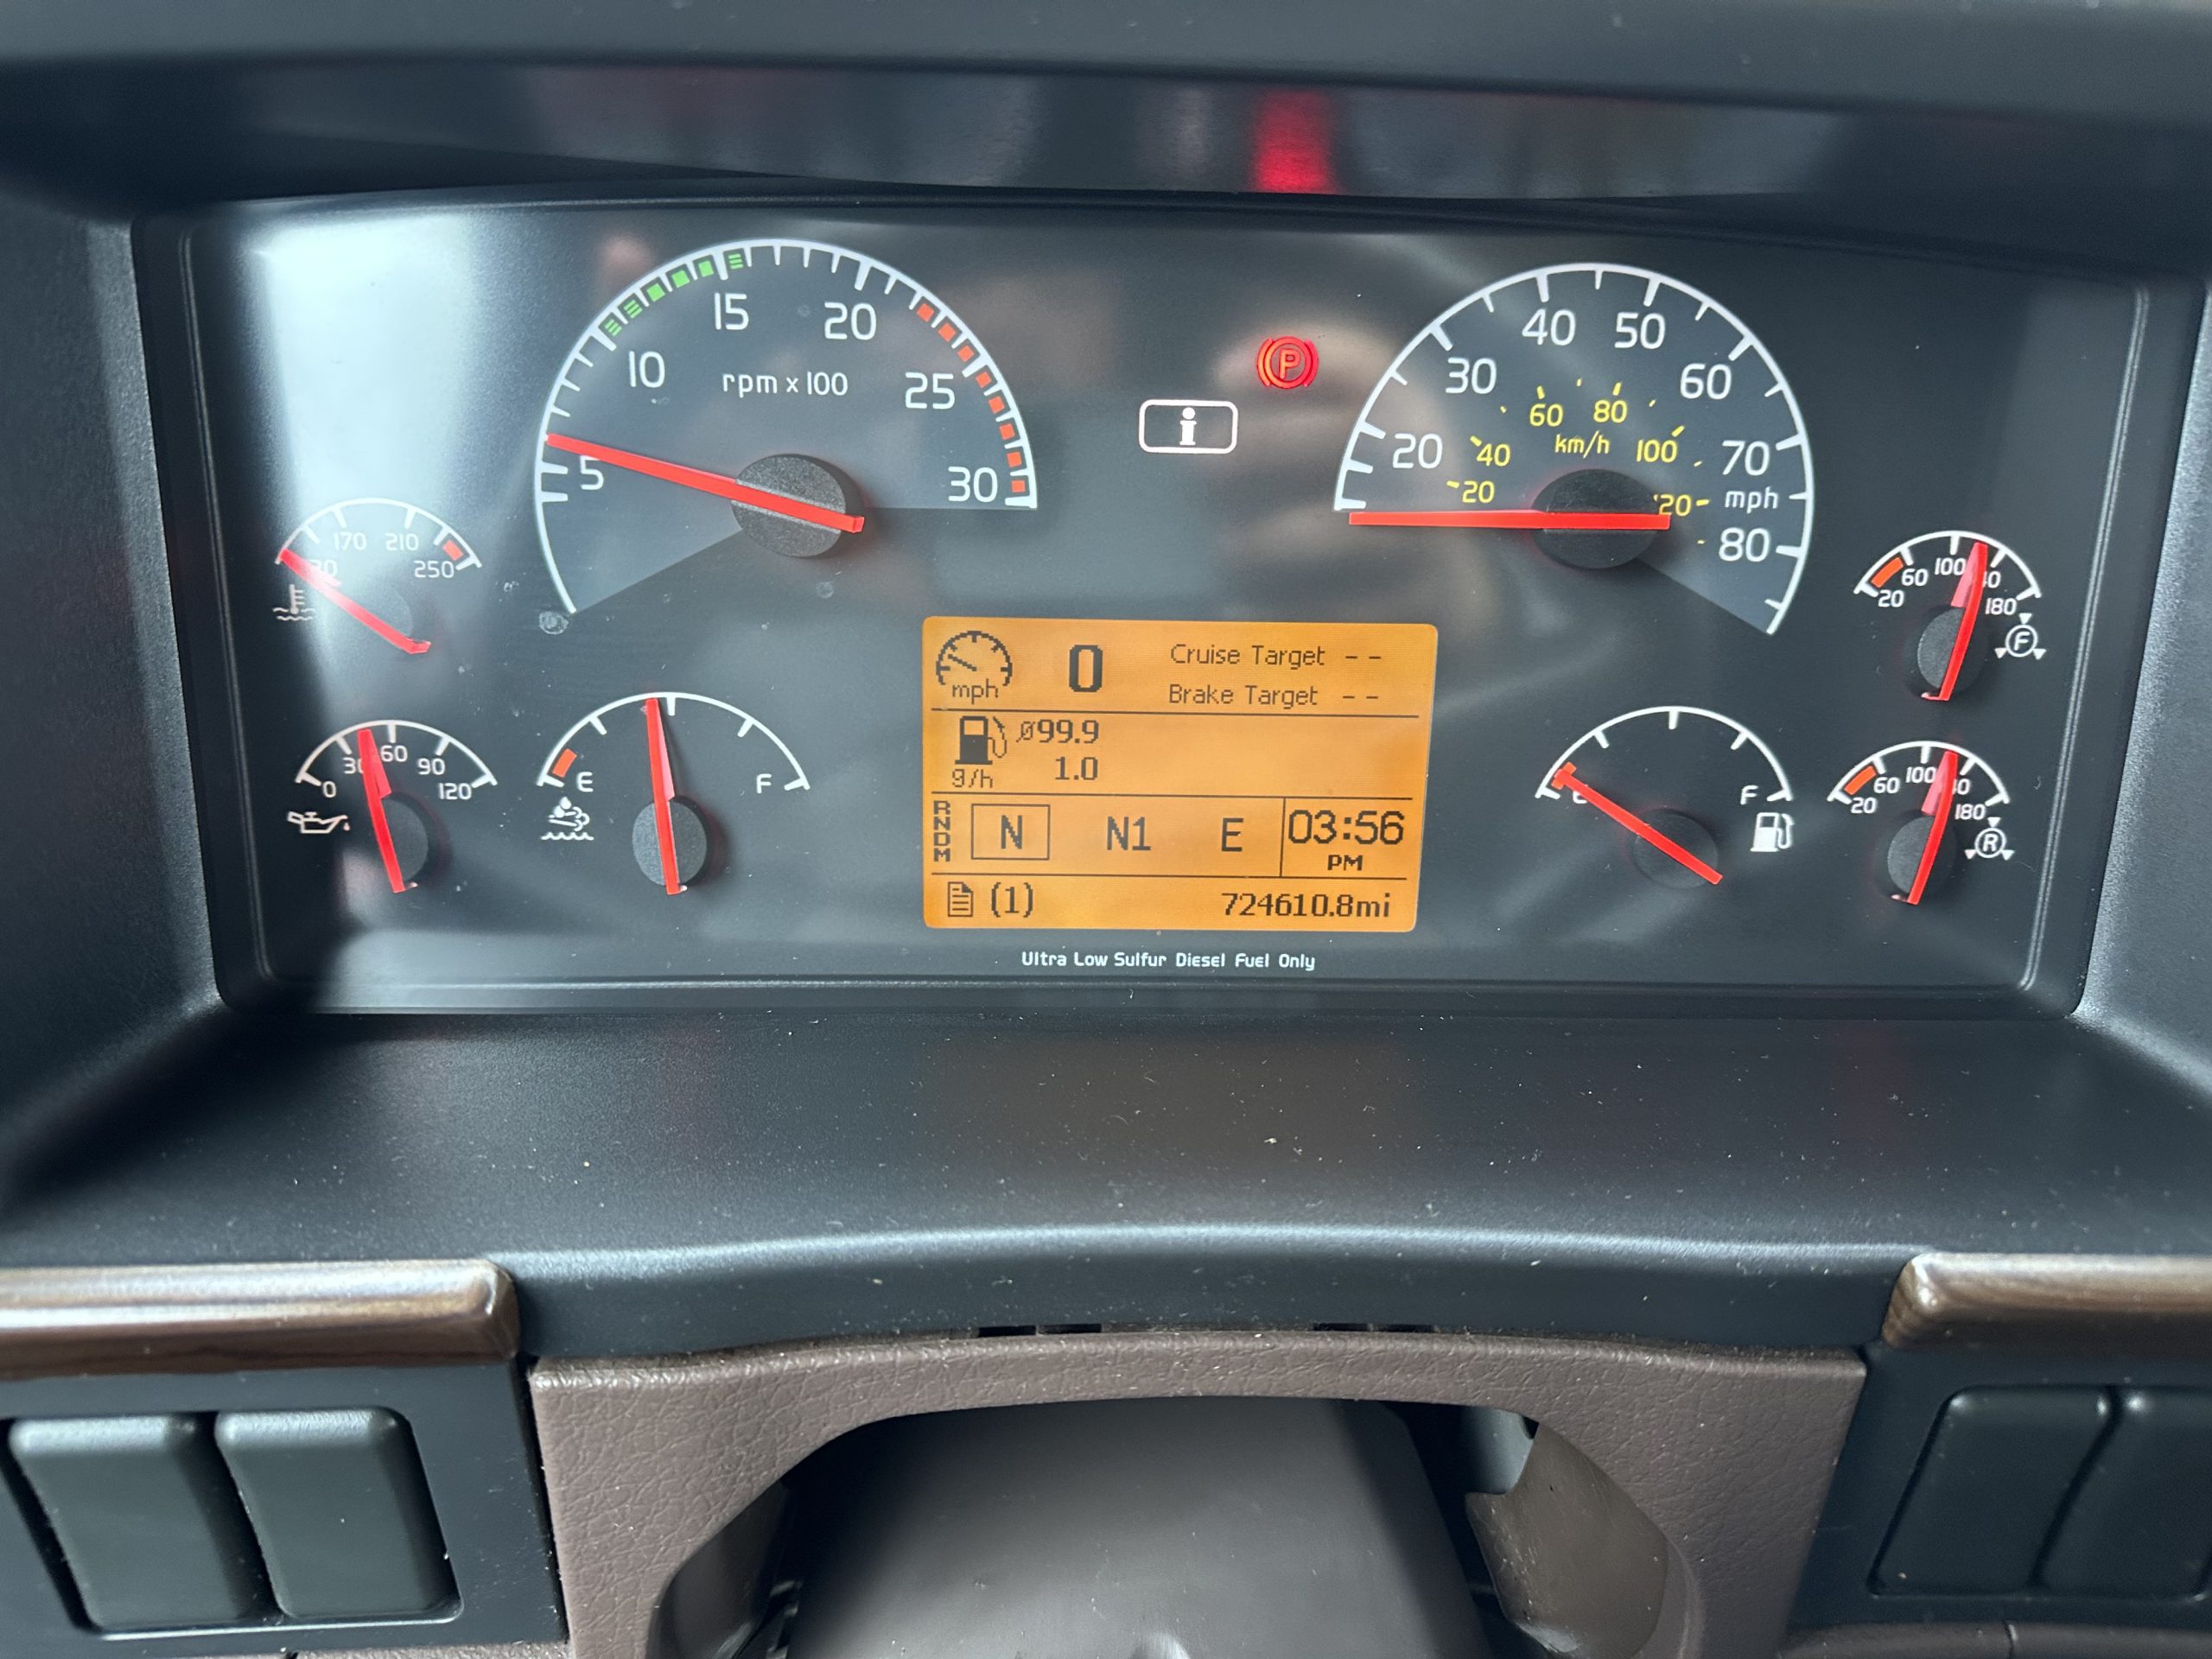 15 20
10 rpm x 100 25
5 30
P
i
40 50
30 60
60 80
km/h
20 40 100 70
20 mph
80
170 210
250
60 100
20 180
F
30 60 90
0 120
E F
mph 0 Cruise Target --
Brake Target --
ø99.9
g/h 1.0
RNDM N N1 E 03:56
PM
(1) 724610.8mi
F
60 100
20 180
R
Ultra Low Sulfur Diesel Fuel Only